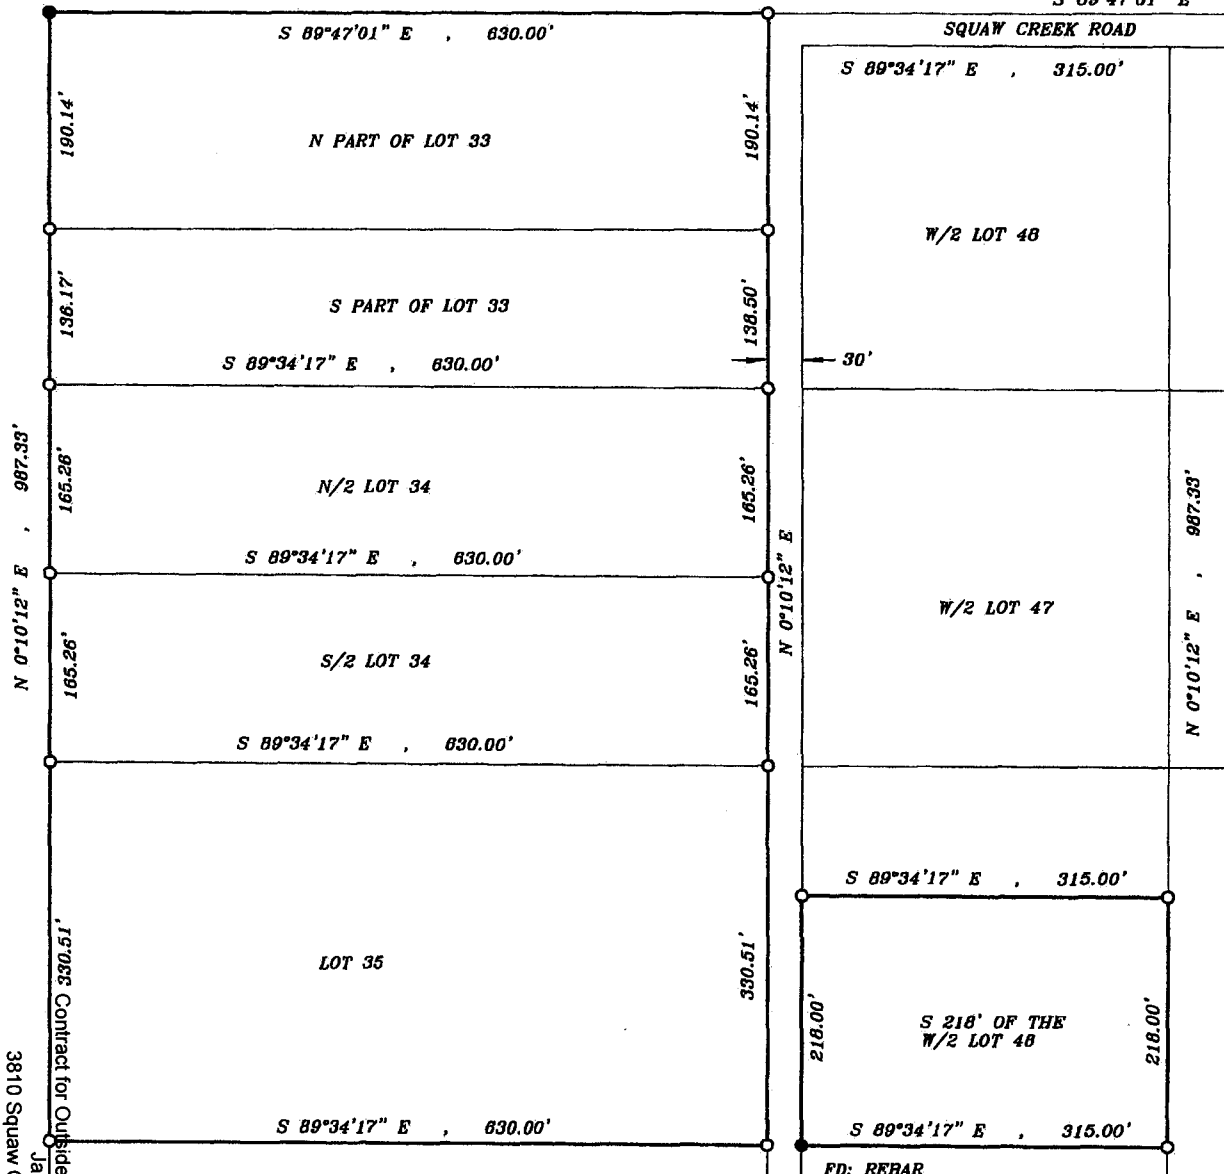 S 89°47'01" E
S 89°47'01" E , 630.00'
SQUAW CREEK ROAD
S 89°34'17" E , 315.00'
190.14'
N PART OF LOT 33
190.14'
W/2 LOT 48
136.17'
S PART OF LOT 33
138.50'
S 89°34'17" E , 630.00'
30'
N 0°10'12" E , 987.33'
165.26'
N/2 LOT 34
165.26'
N 0°10'12" E
N 0°10'12" E , 987.33'
S 89°34'17" E , 630.00'
W/2 LOT 47
165.26'
S/2 LOT 34
165.26'
S 89°34'17" E , 630.00'
S 89°34'17" E , 315.00'
330.51'
LOT 35
330.51'
218.00'
S 218' OF THE
W/2 LOT 46
218.00'
Contract for Outside
3810 Squaw
S 89°34'17" E , 630.00'
S 89°34'17" E , 315.00'
FD: REBAR